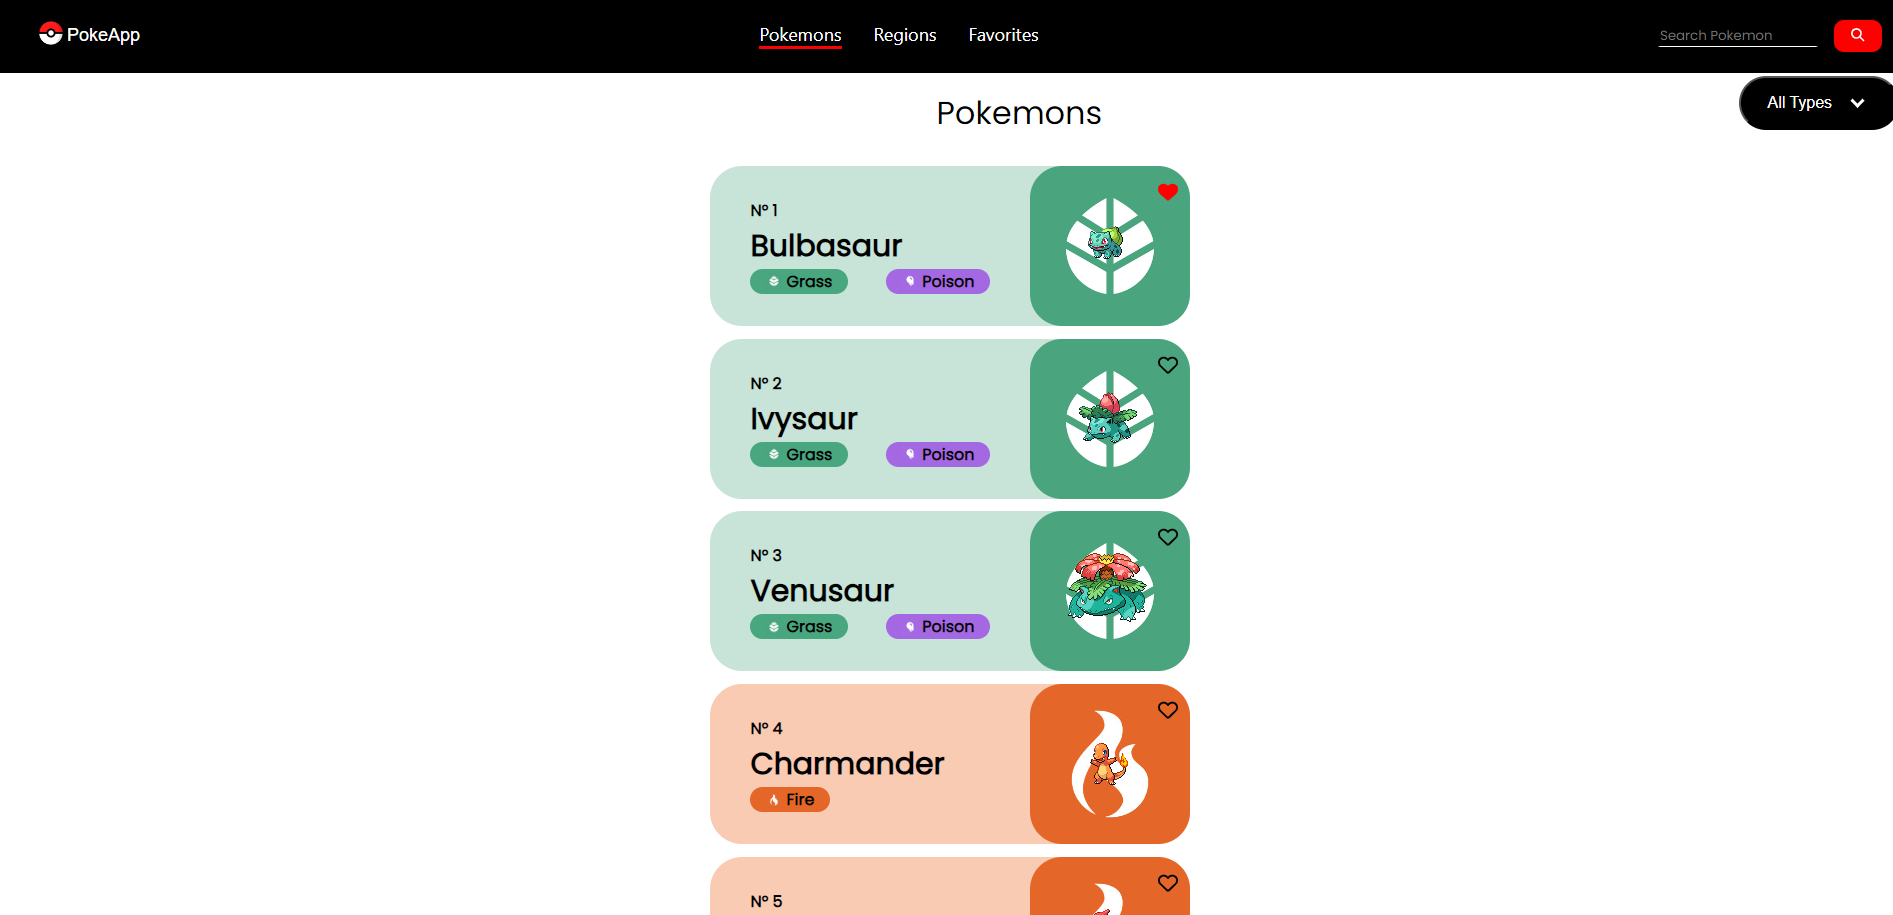 PokeApp
Pokemons Regions Favorites
Search Pokemon
All Types
Pokemons
Nº 1
Bulbasaur
Grass Poison
Nº 2
Ivysaur
Grass Poison
Nº 3
Venusaur
Grass Poison
Nº 4
Charmander
Fire
Nº 5